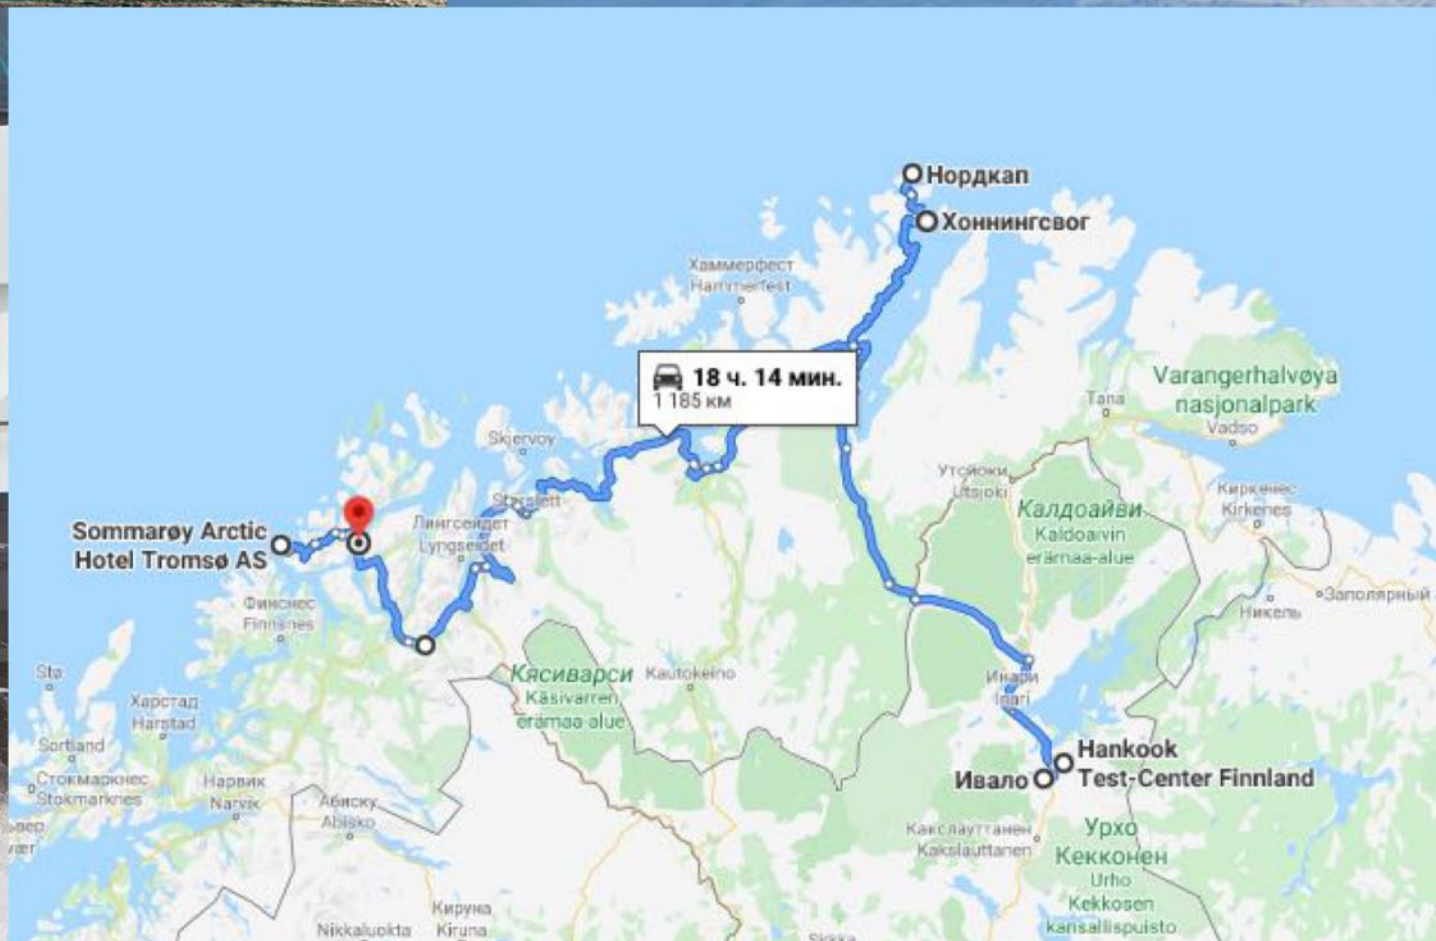 Нордкап
Хоннингсвог
Хаммерфест
Hammerfest
18 ч. 14 мин.
1 185 км
Varangerhalvøya
nasjonalpark
Tana
Vadsø
Skjervøy
Утсйоки
Utsjoki
Киркенес
Kirkenes
Storslett
Калдоайви
Kaldoaivin
erämaa-alue
Sommarøy Arctic
Hotel Tromsø AS
Лингсейдет
Lyngseidet
Финснес
Finnsnes
Заполярный
Никель
Stø
Кясиварси
Käsivarren
erämaa-alue
Kautokeino
Инари
Inari
Харстад
Harstad
Sortland
Стокмаркнес
Stokmarknes
Нарвик
Narvik
Абиску
Abisko
Hankook
Test-Center Finnland
Ивало
Какслауттанен
Kakslauttanen
Урхо
Кекконен
Urho
Kekkosen
kansallispuisto
Кируна
Kiruna
Nikkaluokta